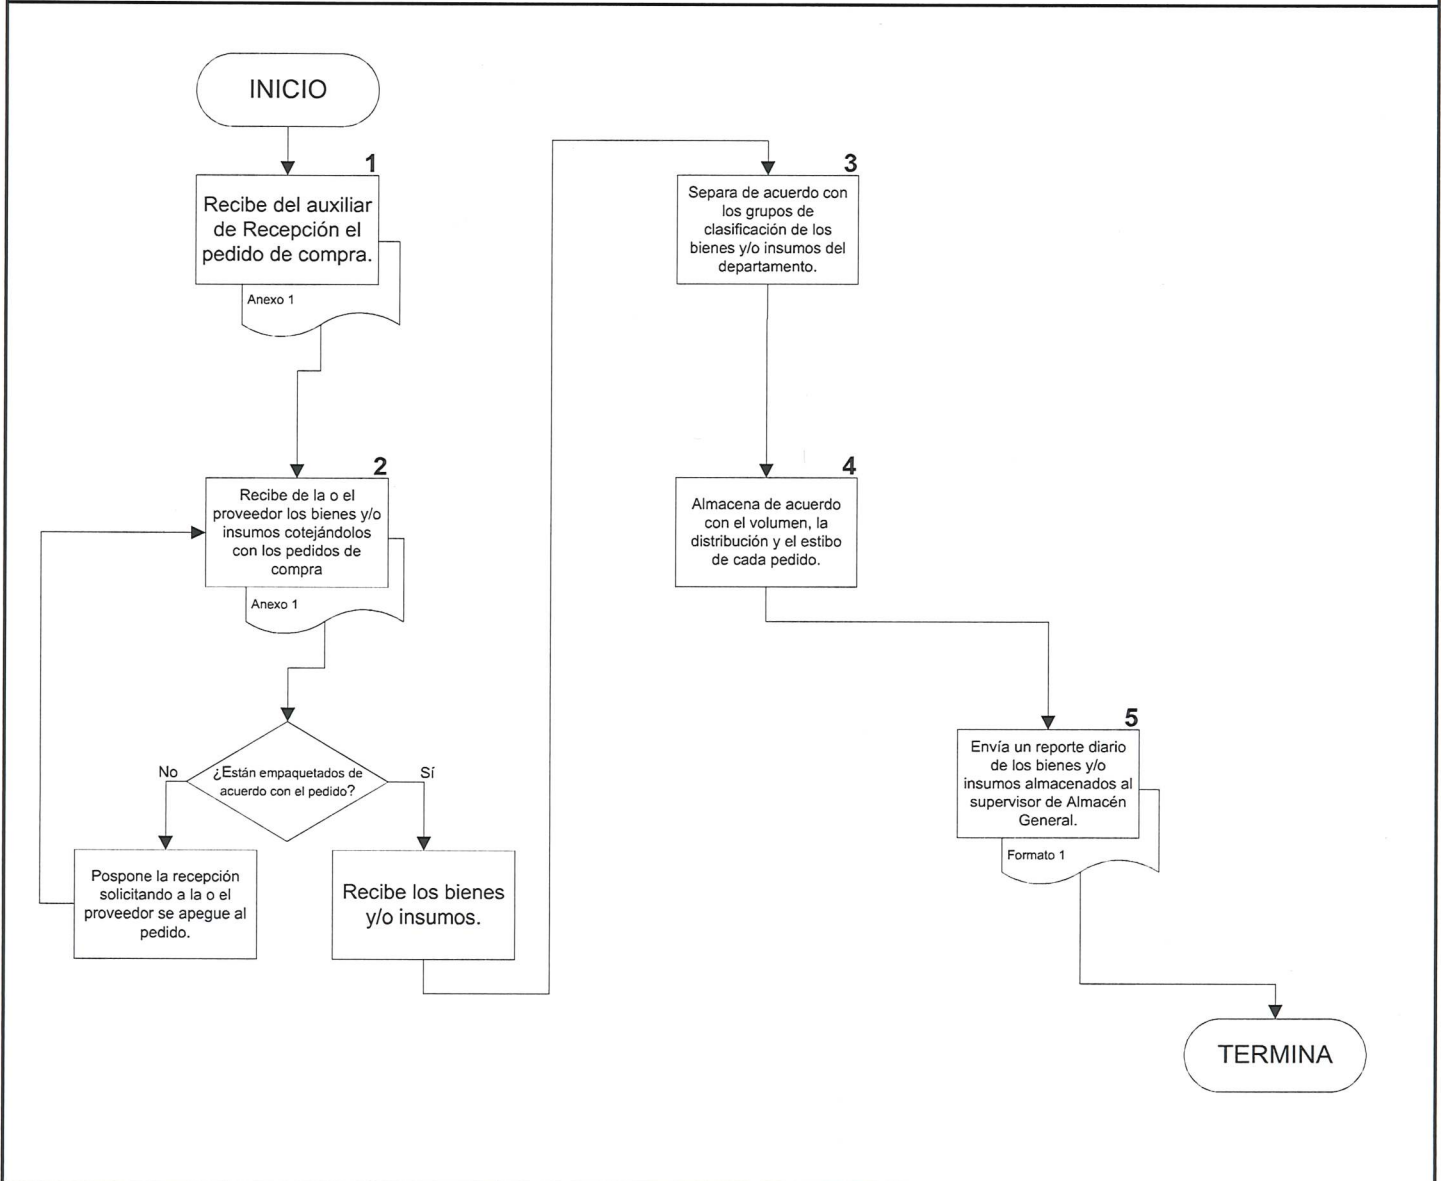 INICIO
1
Recibe del auxiliar
de Recepción el
pedido de compra.
Anexo 1
2
Recibe de la o el
proveedor los bienes y/o
insumos cotejándolos
con los pedidos de
compra
Anexo 1
¿Están empaquetados de
acuerdo con el pedido?
No
Sí
Pospone la recepción
solicitando a la o el
proveedor se apegue al
pedido.
Recibe los bienes
y/o insumos.
3
Separa de acuerdo con
los grupos de
clasificación de los
bienes y/o insumos del
departamento.
4
Almacena de acuerdo
con el volumen, la
distribución y el estibo
de cada pedido.
5
Envía un reporte diario
de los bienes y/o
insumos almacenados al
supervisor de Almacén
General.
Formato 1
TERMINA